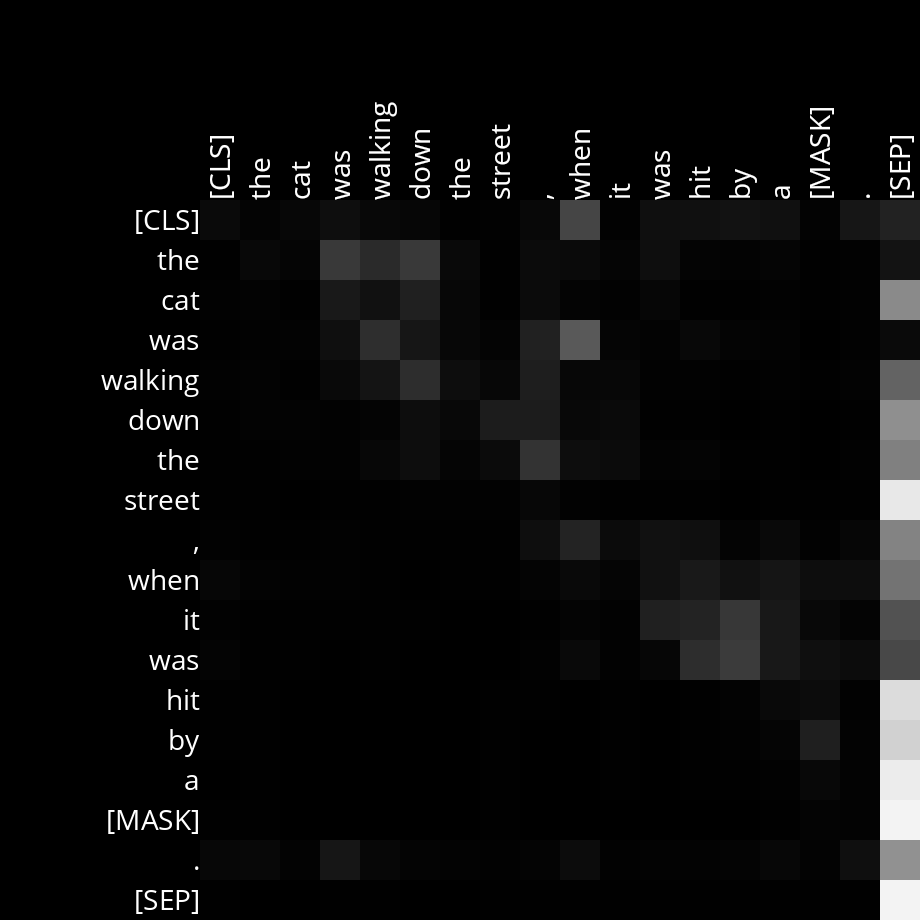 [CLS] the cat was walking down the street , when it was hit by a [MASK] . [SEP]
[CLS]
the
cat
was
walking
down
the
street
,
when
it
was
hit
by
a
[MASK]
.
[SEP]